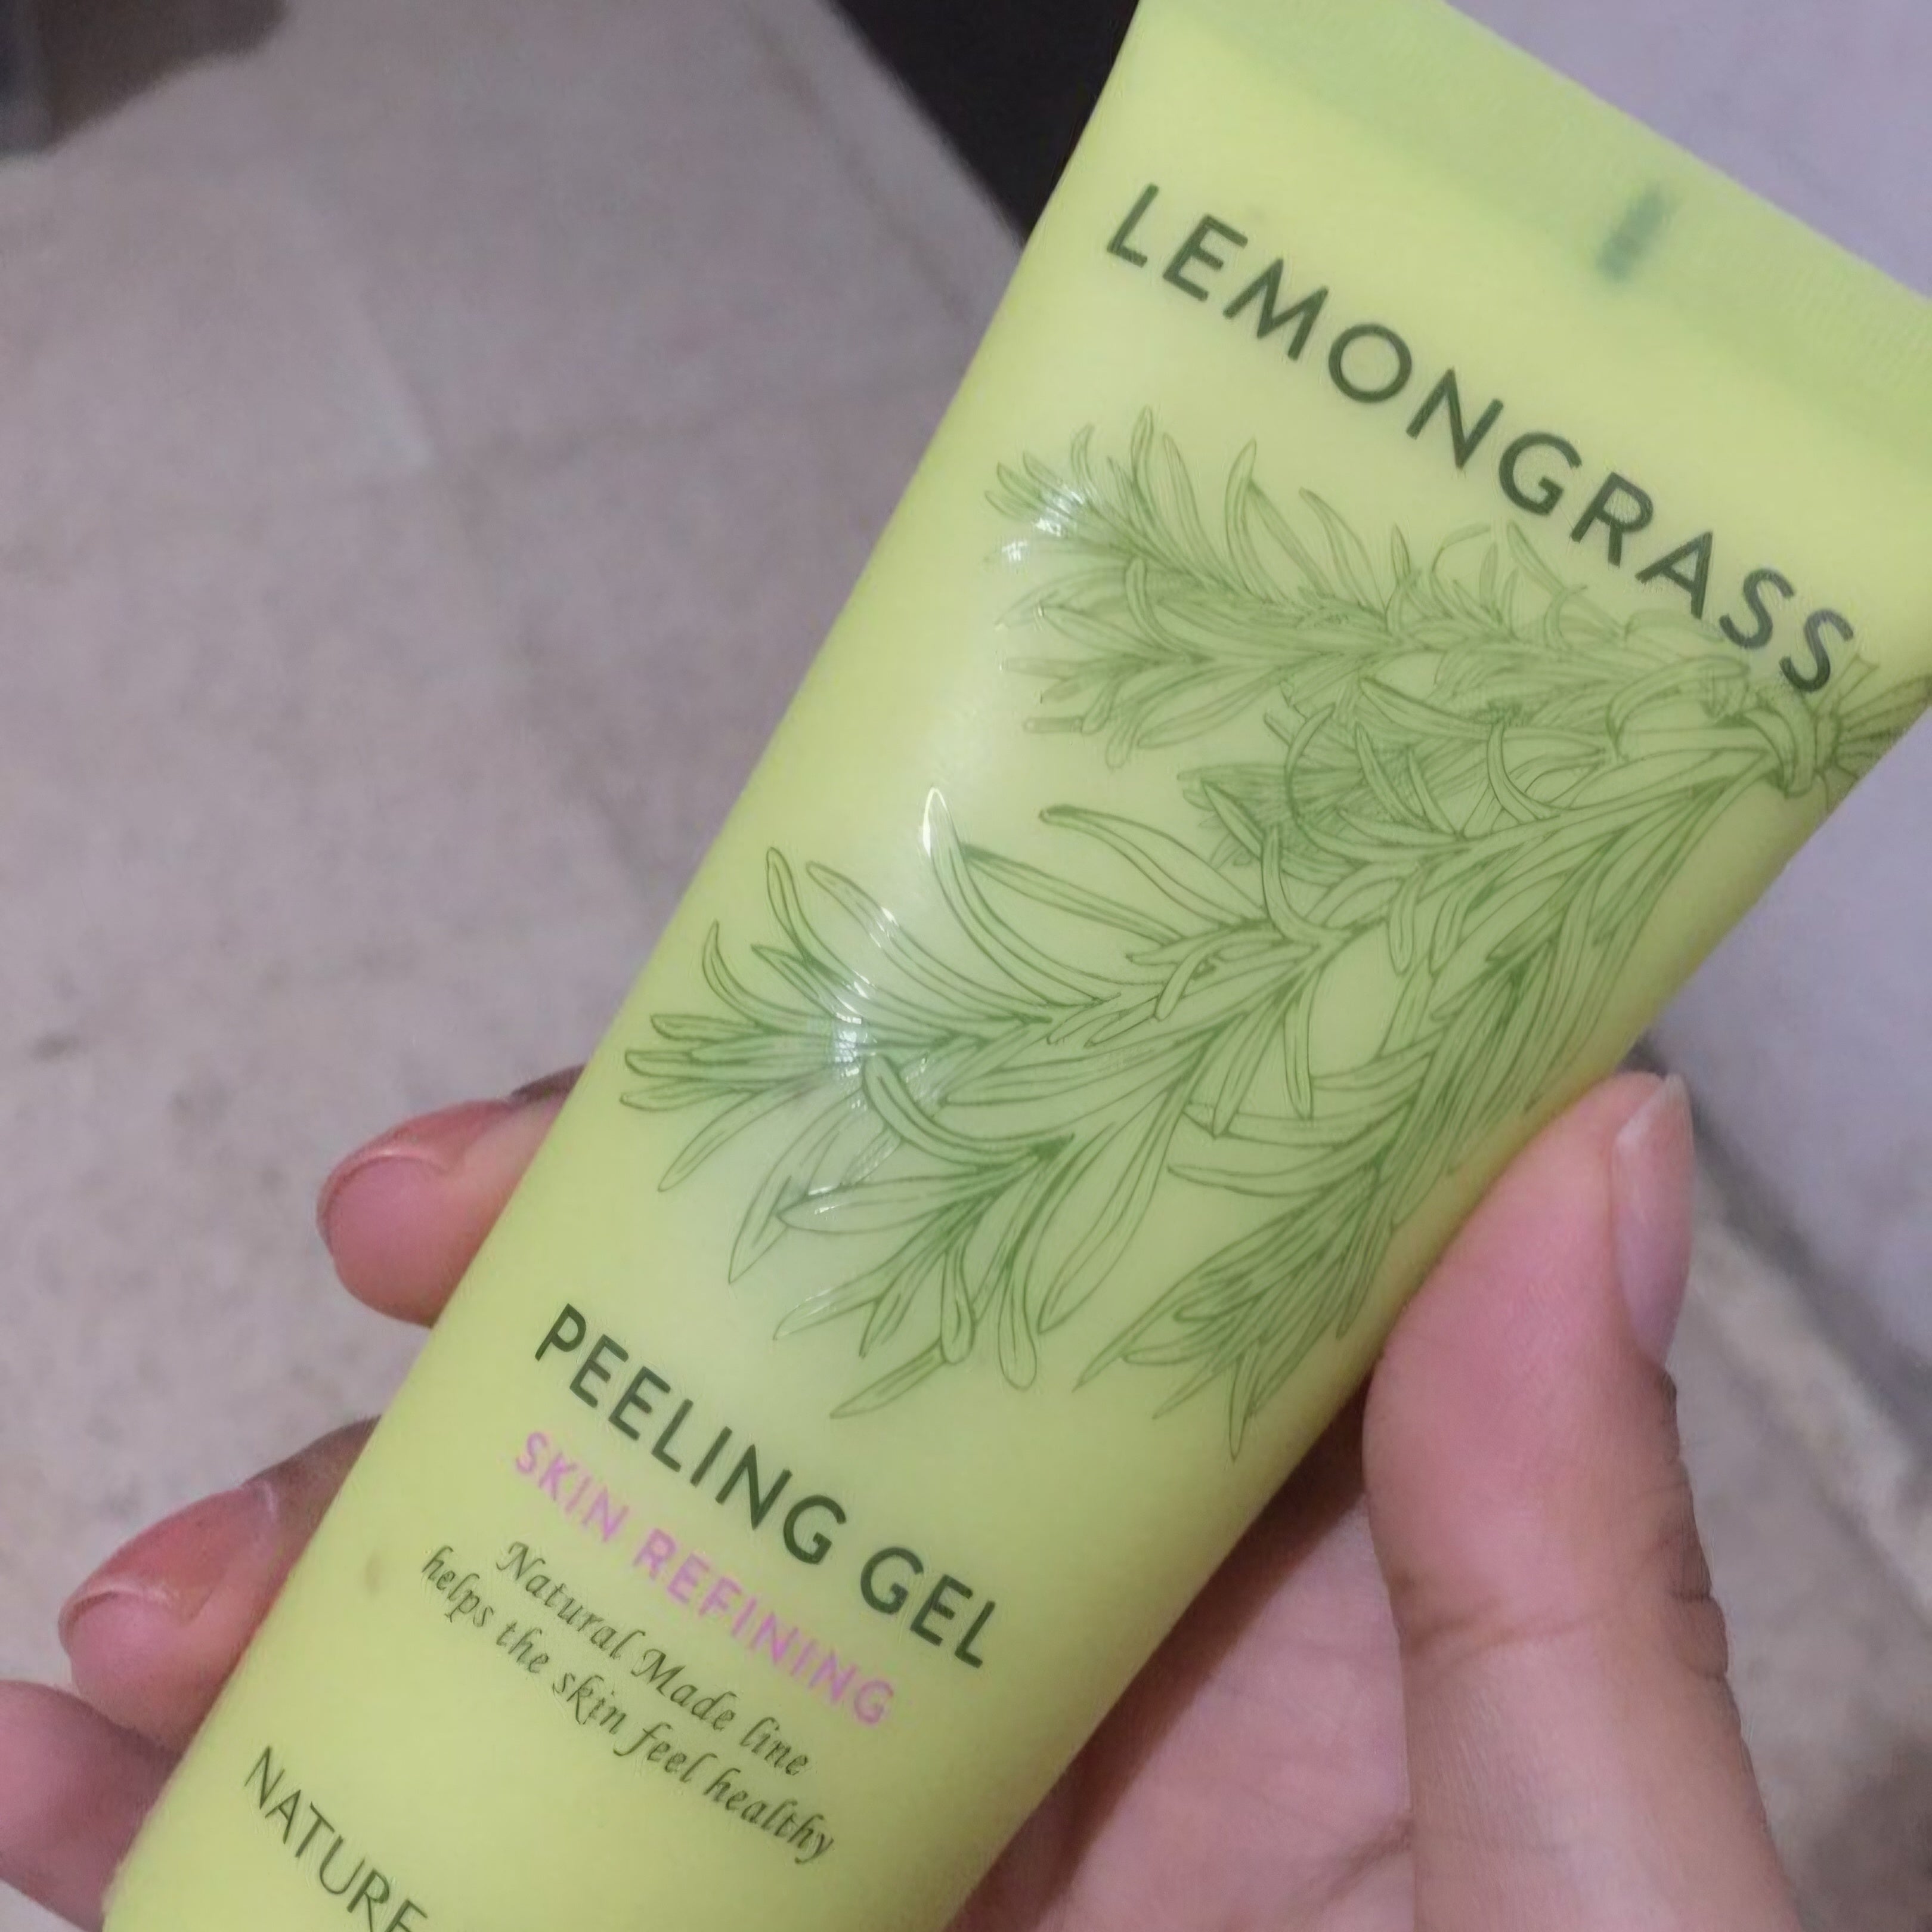 LEMONGRASS
PEELING GEL
SKIN REFINING
Natural Made line
helps the skin feel healthy
NATURE